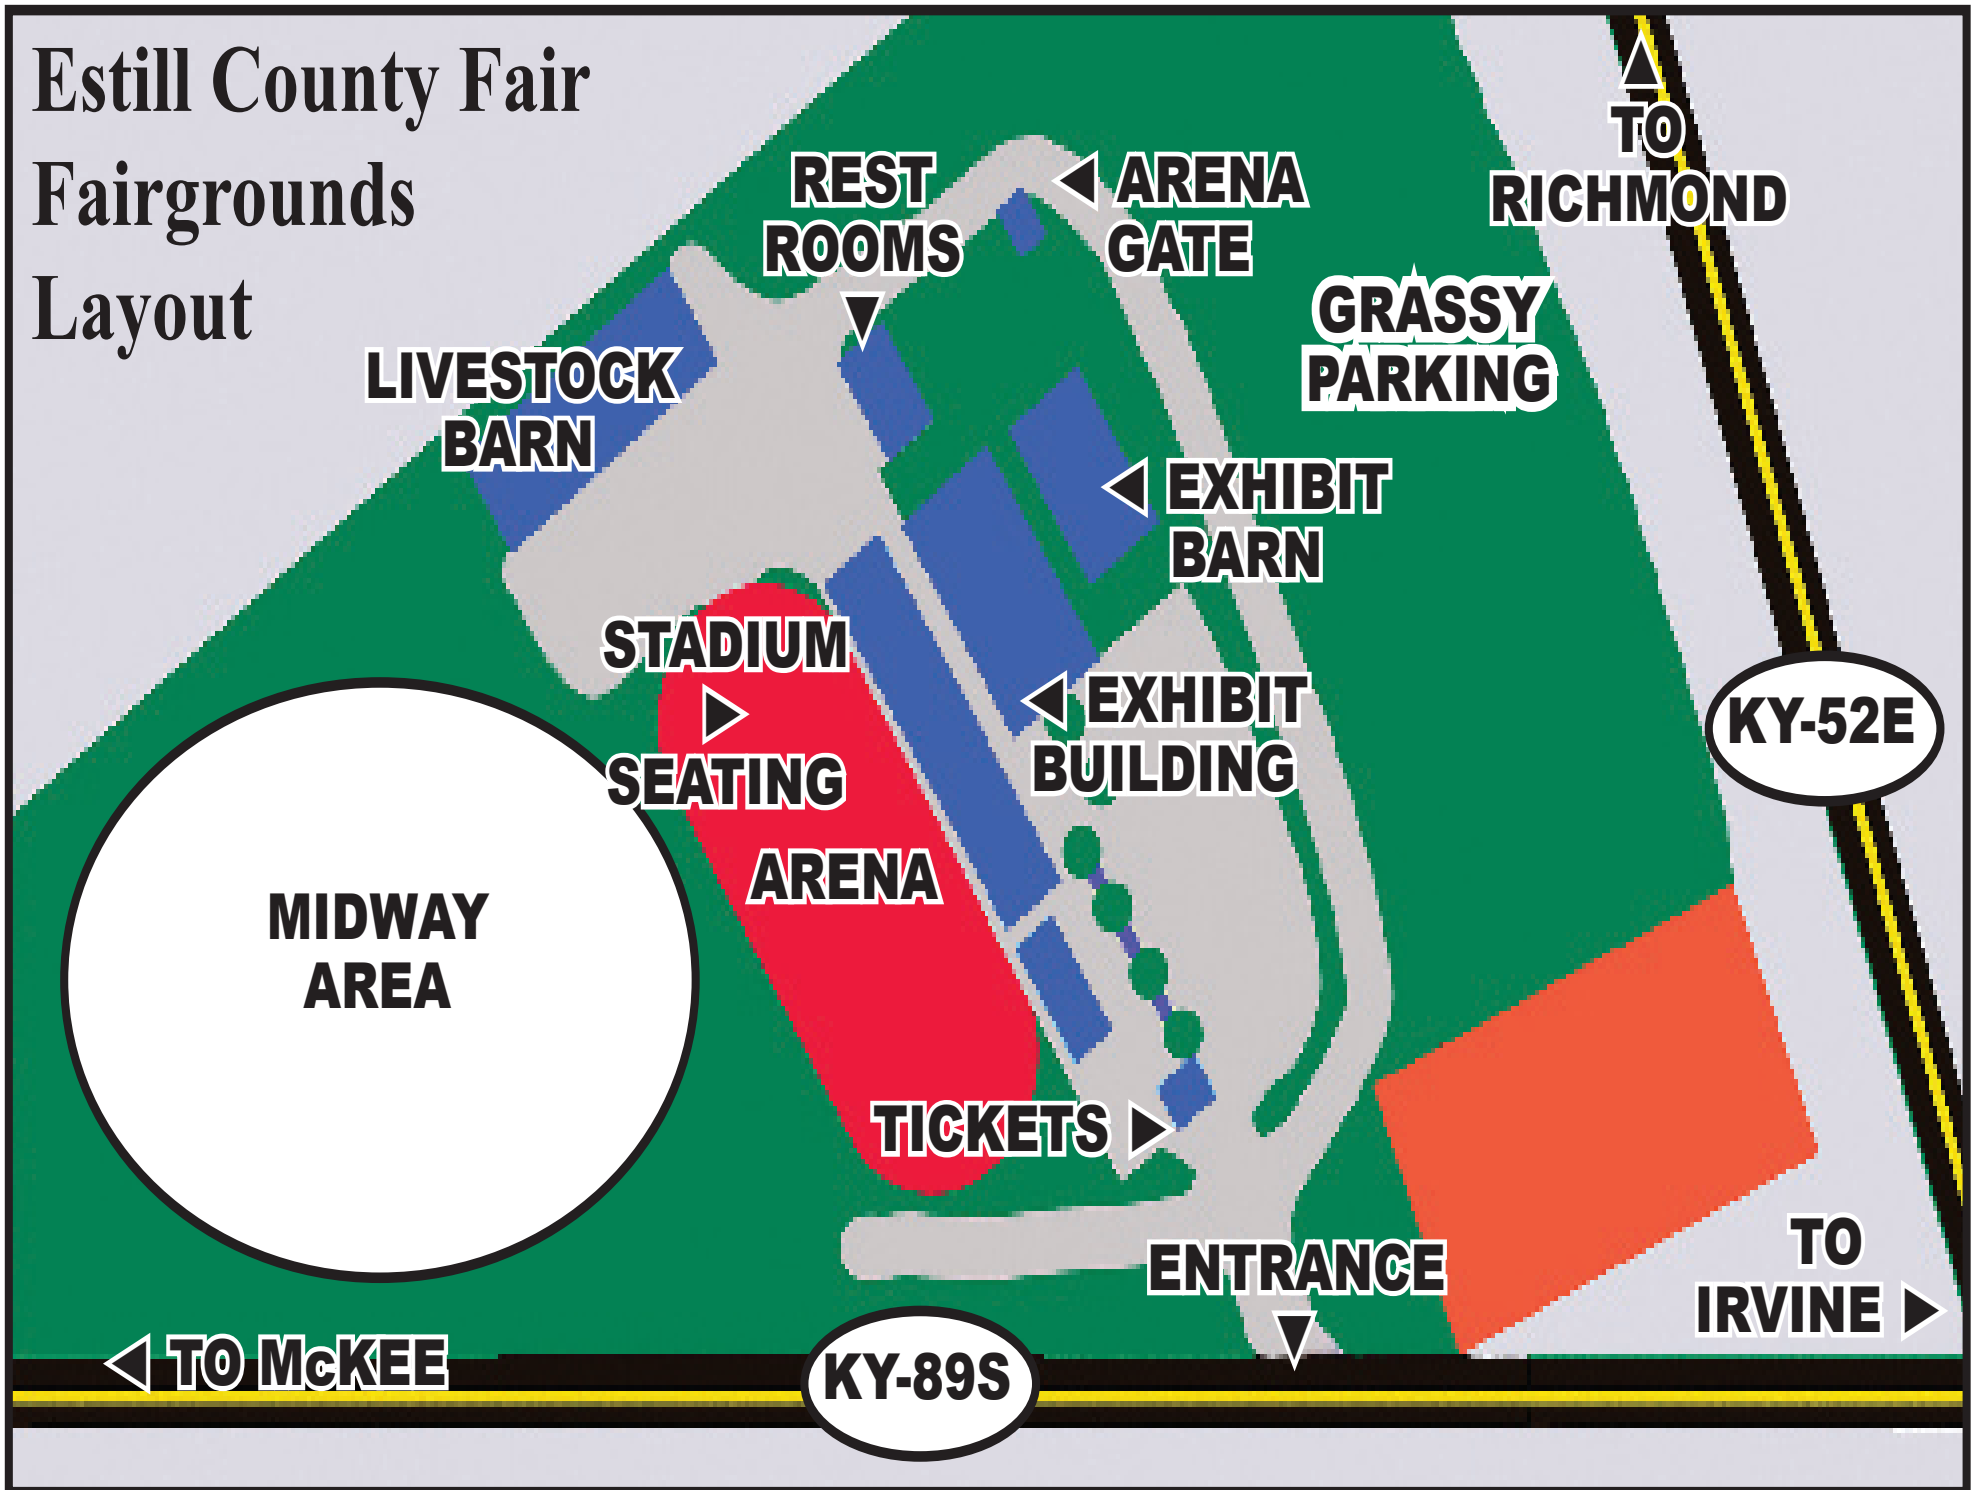 Estill County Fair
Fairgrounds
Layout
TO
RICHMOND
REST
ROOMS
ARENA
GATE
GRASSY
PARKING
LIVESTOCK
BARN
EXHIBIT
BARN
STADIUM
SEATING
EXHIBIT
BUILDING
KY-52E
ARENA
MIDWAY
AREA
TICKETS
ENTRANCE
TO
IRVINE
TO McKEE
KY-89S